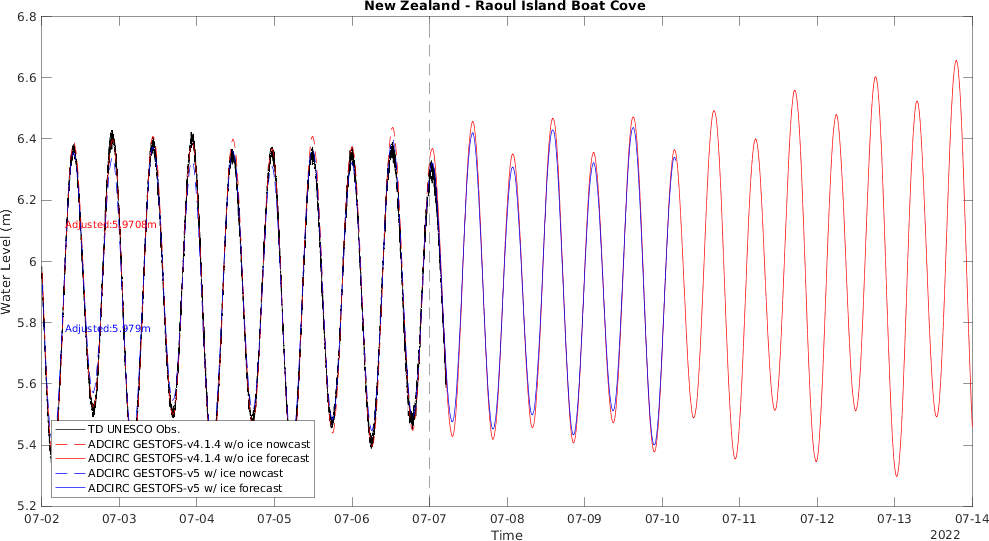 New Zealand - Raoul Island Boat Cove
Water Level (m)
6.8
6.6
6.4
6.2
6
5.8
5.6
5.4
5.2
Adjusted:5.9708m
Adjusted:5.979m
TD UNESCO Obs.
ADCIRC GESTOFS-v4.1.4 w/o ice nowcast
ADCIRC GESTOFS-v4.1.4 w/o ice forecast
ADCIRC GESTOFS-v5 w/ ice nowcast
ADCIRC GESTOFS-v5 w/ ice forecast
07-02 07-03 07-04 07-05 07-06 07-07 07-08 07-09 07-10 07-11 07-12 07-13 07-14
Time
2022